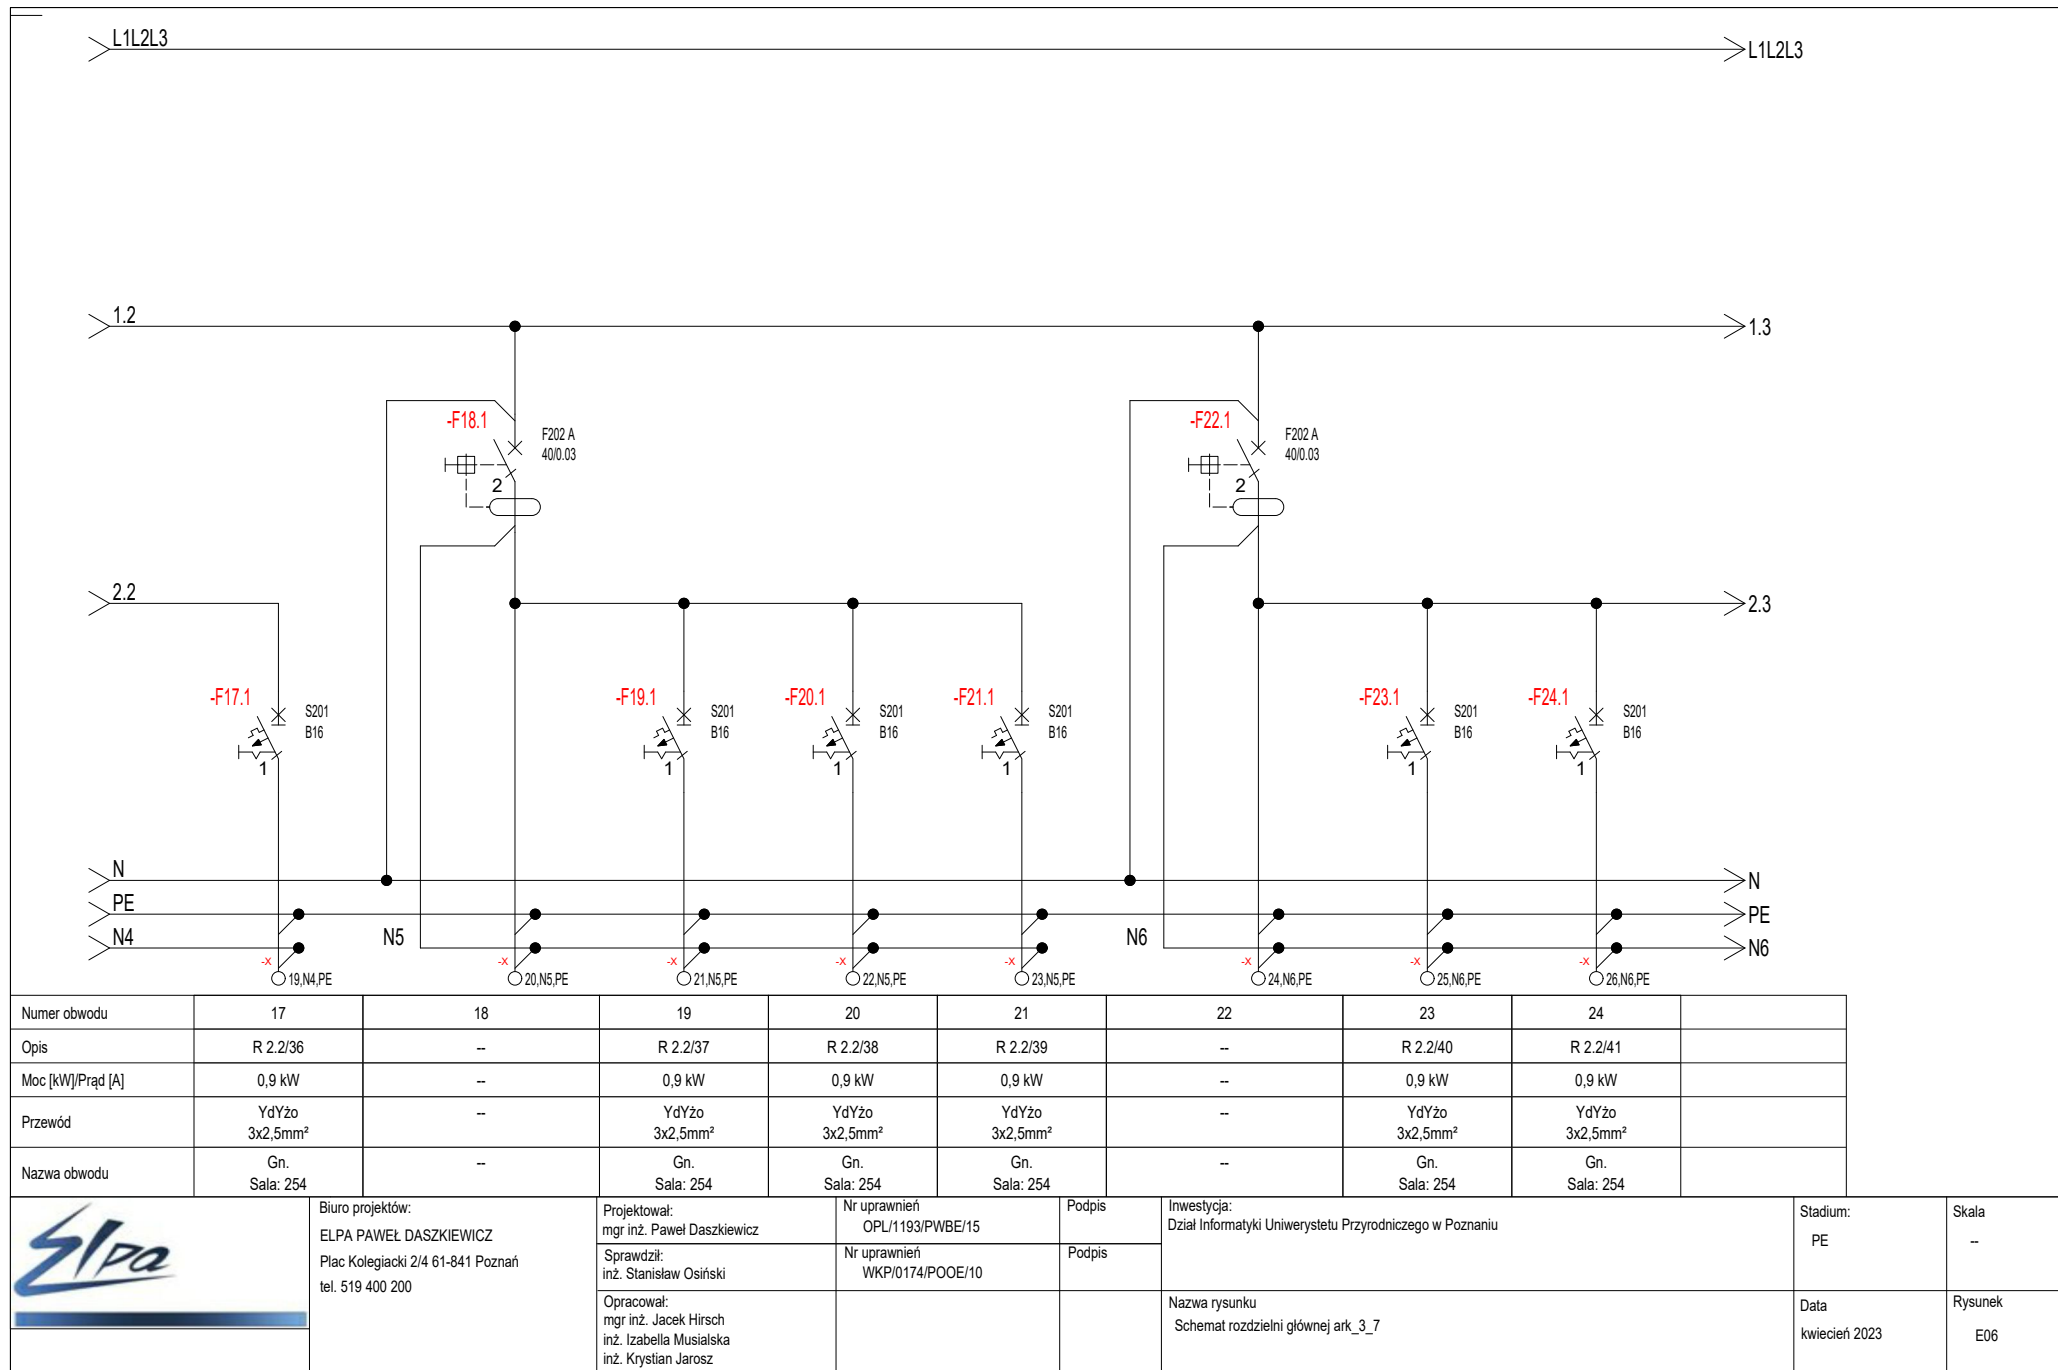 L1L2L3
L1L2L3
1.2
1.3
-F18.1
F202 A
40/0.03
2
-F22.1
F202 A
40/0.03
2
2.2
2.3
-F17.1
S201
B16
1
-F19.1
S201
B16
1
-F20.1
S201
B16
1
-F21.1
S201
B16
1
-F23.1
S201
B16
1
-F24.1
S201
B16
1
N
N
PE
PE
N4
N5
N6
N6
-X
19,N4,PE
-X
20,N5,PE
-X
21,N5,PE
-X
22,N5,PE
-X
23,N5,PE
-X
24,N6,PE
-X
25,N6,PE
-X
26,N6,PE
Numer obwodu 17 18 19 20 21 22 23 24
Opis R 2.2/36 -- R 2.2/37 R 2.2/38 R 2.2/39 -- R 2.2/40 R 2.2/41
Moc [kW]/Prąd [A] 0,9 kW -- 0,9 kW 0,9 kW 0,9 kW -- 0,9 kW 0,9 kW
Przewód YdYżo 3x2,5mm² -- YdYżo 3x2,5mm² YdYżo 3x2,5mm² YdYżo 3x2,5mm² -- YdYżo 3x2,5mm² YdYżo 3x2,5mm²
Nazwa obwodu Gn. Sala: 254 -- Gn. Sala: 254 Gn. Sala: 254 Gn. Sala: 254 -- Gn. Sala: 254 Gn. Sala: 254
Elpa
Biuro projektów:
ELPA PAWEŁ DASZKIEWICZ
Plac Kolegiacki 2/4 61-841 Poznań
tel. 519 400 200
Projektował:
mgr inż. Paweł Daszkiewicz
Nr uprawnień
OPL/1193/PWBE/15
Podpis
Sprawdził:
inż. Stanisław Osiński
Nr uprawnień
WKP/0174/POOE/10
Podpis
Opracował:
mgr inż. Jacek Hirsch
inż. Izabella Musialska
inż. Krystian Jarosz
Inwestycja:
Dział Informatyki Uniwerystetu Przyrodniczego w Poznaniu
Nazwa rysunku
Schemat rozdzielni głównej ark_3_7
Stadium:
PE
Skala
--
Data
kwiecień 2023
Rysunek
E06